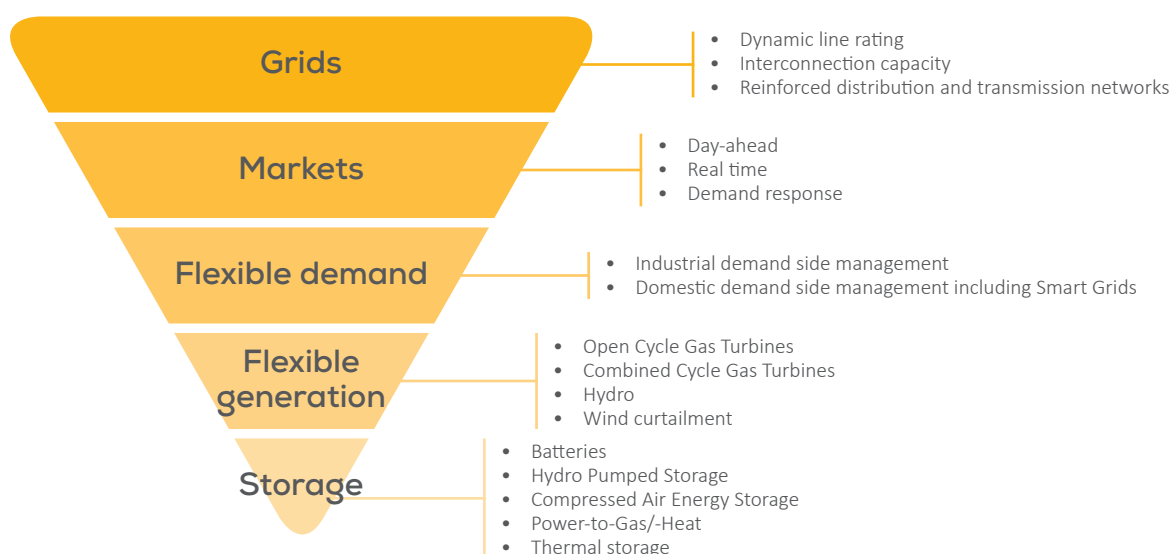 Grids
• Dynamic line rating
• Interconnection capacity
• Reinforced distribution and transmission networks
Markets
• Day-ahead
• Real time
• Demand response
Flexible demand
• Industrial demand side management
• Domestic demand side management including Smart Grids
Flexible
generation
• Open Cycle Gas Turbines
• Combined Cycle Gas Turbines
• Hydro
• Wind curtailment
Storage
• Batteries
• Hydro Pumped Storage
• Compressed Air Energy Storage
• Power-to-Gas/-Heat
• Thermal storage